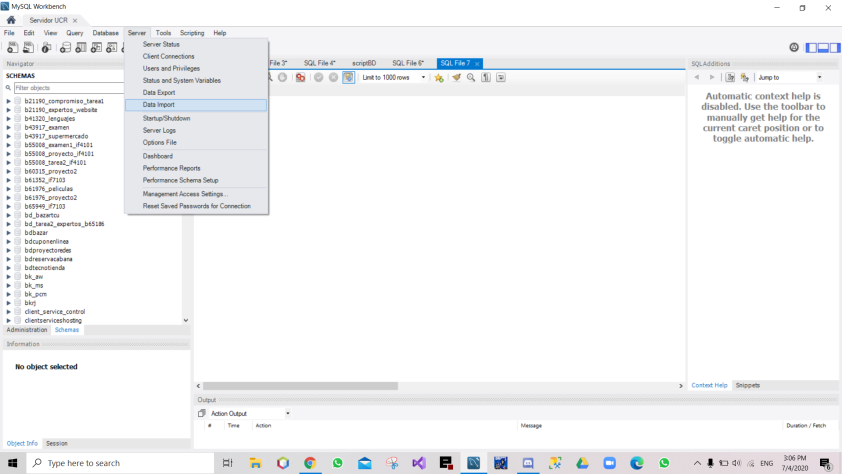 MySQL Workbench
Servidor UCR
File Edit View Query Database Server Tools Scripting Help
Server Status
Client Connections
Users and Privileges
Status and System Variables
Data Export
Data Import
Startup/Shutdown
Server Logs
Options File
Dashboard
Performance Reports
Performance Schema Setup
Management Access Settings...
Reset Saved Passwords for Connection
Navigator
SCHEMAS
Filter objects
b21190_compromiso_tarea1
b21190_expertos_website
b41320_lenguajes
b43917_examen
b43917_supermercado
b55008_examen1_if4101
b55008_proyecto_if4101
b55008_tarea2_if4101
b60315_proyecto2
b61352_if7103
b61976_peliculas
b61976_proyecto2
b65949_if7103
bd_bazartcu
bd_tarea2_expertos_b65186
bdbazar
bdcuponenlinea
bdproyectoredes
bdreservacabana
bdtecnotienda
bk_aw
bk_ms
bk_pcm
bkrj
client_service_control
clientserviceshosting
Administration Schemas
Information
No object selected
Object Info Session
File 3* SQL File 4* scriptBD SQL File 6* SQL File 7
Limit to 1000 rows
SQLAdditions
Jump to
Automatic context help is
disabled. Use the toolbar to
manually get help for the
current caret position or to
toggle automatic help.
Context Help Snippets
Output
Action Output
# Time Action Message Duration / Fetch
Type here to search
ENG
3:06 PM
7/4/2020
6